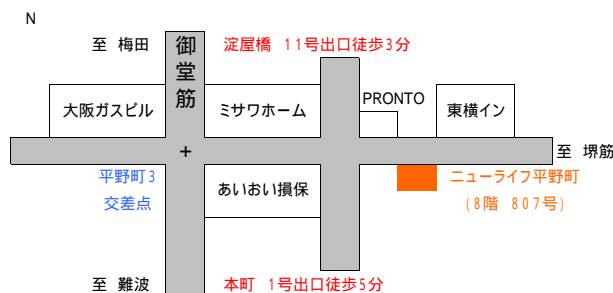 N
至 梅田
御堂筋
淀屋橋 11号出口徒歩3分
大阪ガスビル
ミサワホーム
PRONTO
東横イン
+
至 堺筋
平野町3
交差点
あいおい損保
ニューライフ平野町
(8階 807号)
至 難波
本町 1号出口徒歩5分